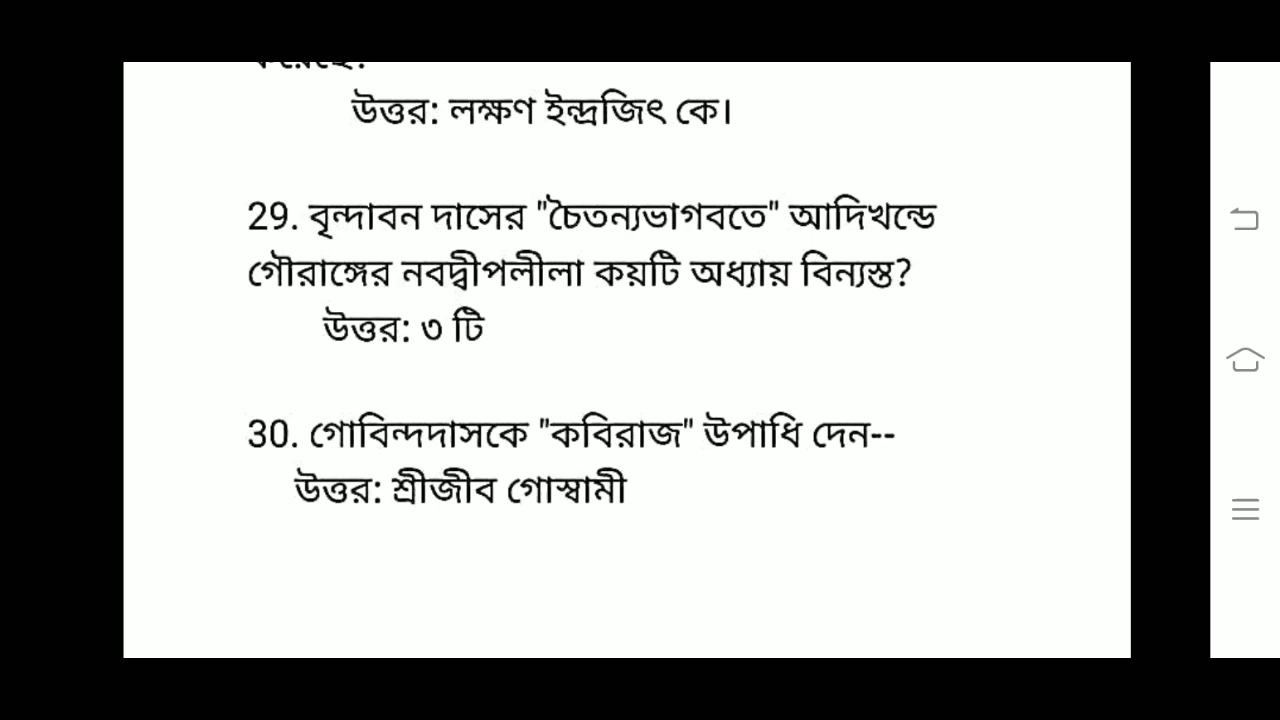 উত্তর: লক্ষণ ইন্দ্রজিৎ কে।
29. বৃন্দাবন দাসের "চৈতন্যভাগবতে" আদিখন্ডে
গৌরাঙ্গের নবদ্বীপলীলা কয়টি অধ্যায় বিন্যস্ত?
উত্তর: ৩ টি
30. গোবিন্দদাসকে "কবিরাজ" উপাধি দেন--
উত্তর: শ্রীজীব গোস্বামী